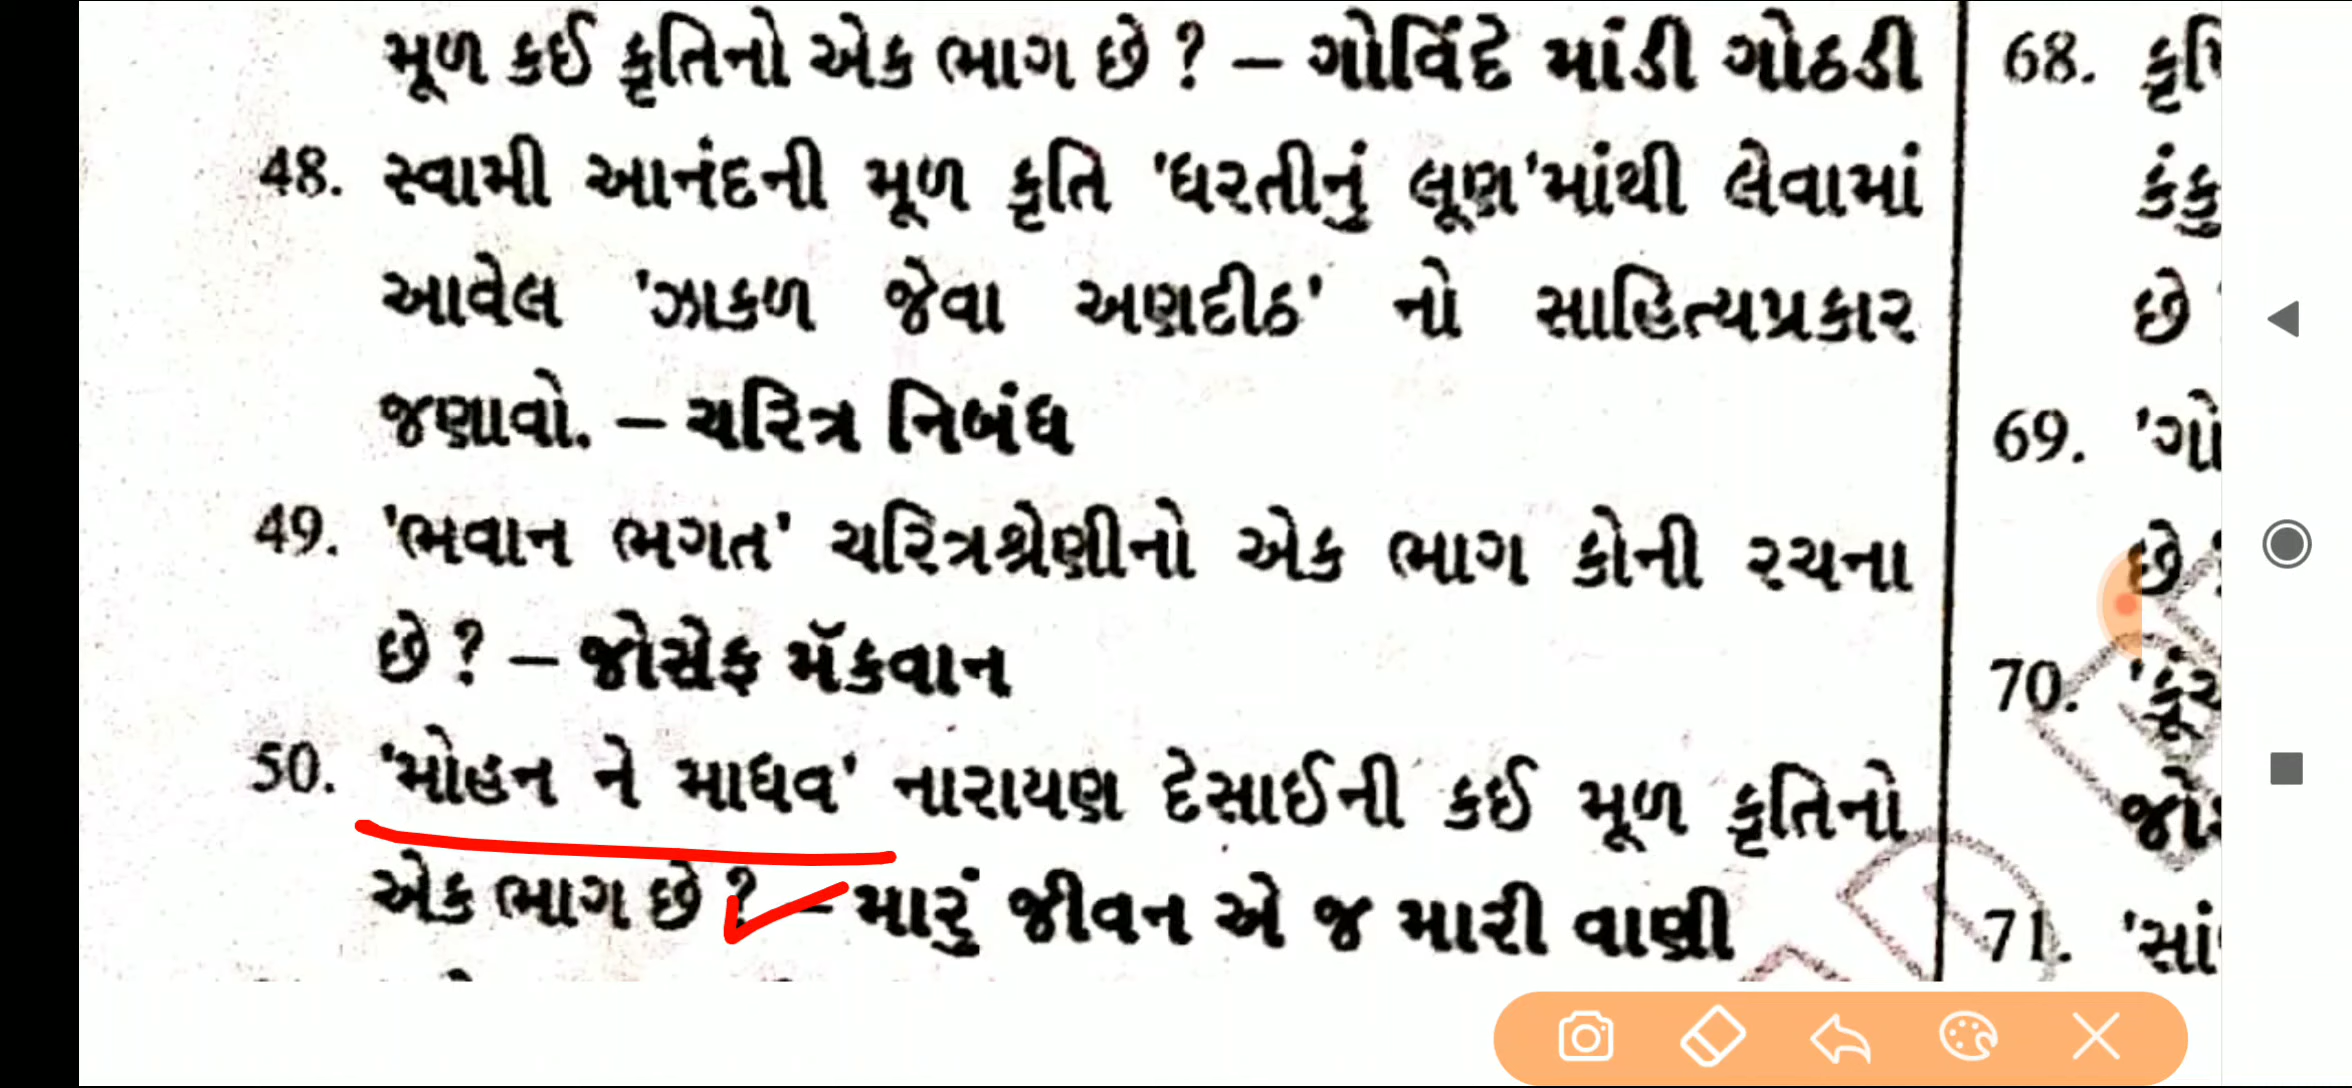 મૂળ કઈ કૃતિનો એક ભાગ છે ? – ગોવિંદે માંડી ગોઠડી
48. સ્વામી આનંદની મૂળ કૃતિ 'ધરતીનું લૂણ'માંથી લેવામાં
આવેલ 'ઝાકળ જેવા અણદીઠ' નો સાહિત્યપ્રકાર
જણાવો. – ચરિત્ર નિબંધ
49. 'ભવાન ભગત' ચરિત્રશ્રેણીનો એક ભાગ કોની રચના
છે ? – જોસેફ મૅકવાન
50. 'મોહન ને માધવ' નારાયણ દેસાઈની કઈ મૂળ કૃતિનો
એક ભાગ છે ? – મારું જીવન એ જ મારી વાણી
68.
છે
69.
છે
70.
71.